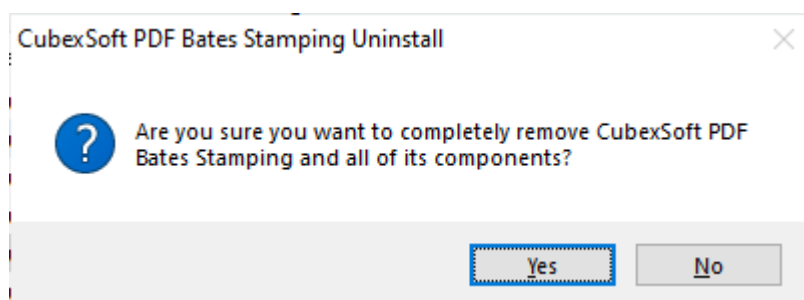 CubexSoft PDF Bates Stamping Uninstall
Are you sure you want to completely remove CubexSoft PDF
Bates Stamping and all of its components?
Yes
No